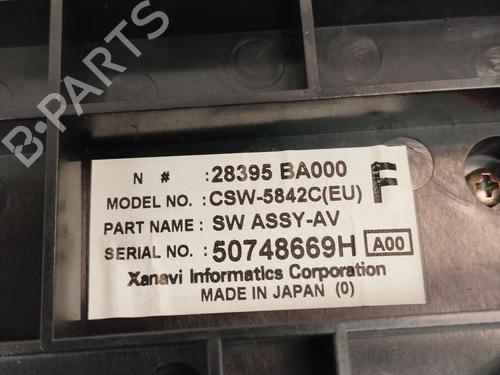 B-PARTS
N # : 28395 BA000
MODEL NO. : CSW-5842C(EU) F
PART NAME : SW ASSY-AV
SERIAL NO. : 50748669H A00
Xanavi Informatics Corporation
MADE IN JAPAN (0)